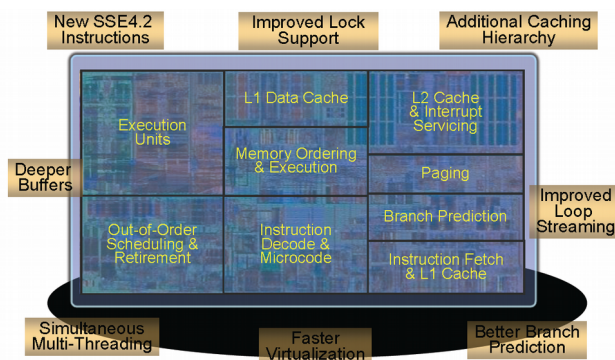 New SSE4.2
Instructions
Improved Lock
Support
Additional Caching
Hierarchy
L1 Data Cache
L2 Cache
& Interrupt
Servicing
Execution
Units
Memory Ordering
& Execution
Deeper
Buffers
Paging
Branch Prediction
Improved
Loop
Streaming
Out-of-Order
Scheduling &
Retirement
Instruction
Decode &
Microcode
Instruction Fetch
& L1 Cache
Simultaneous
Multi-Threading
Faster
Virtualization
Better Branch
Prediction